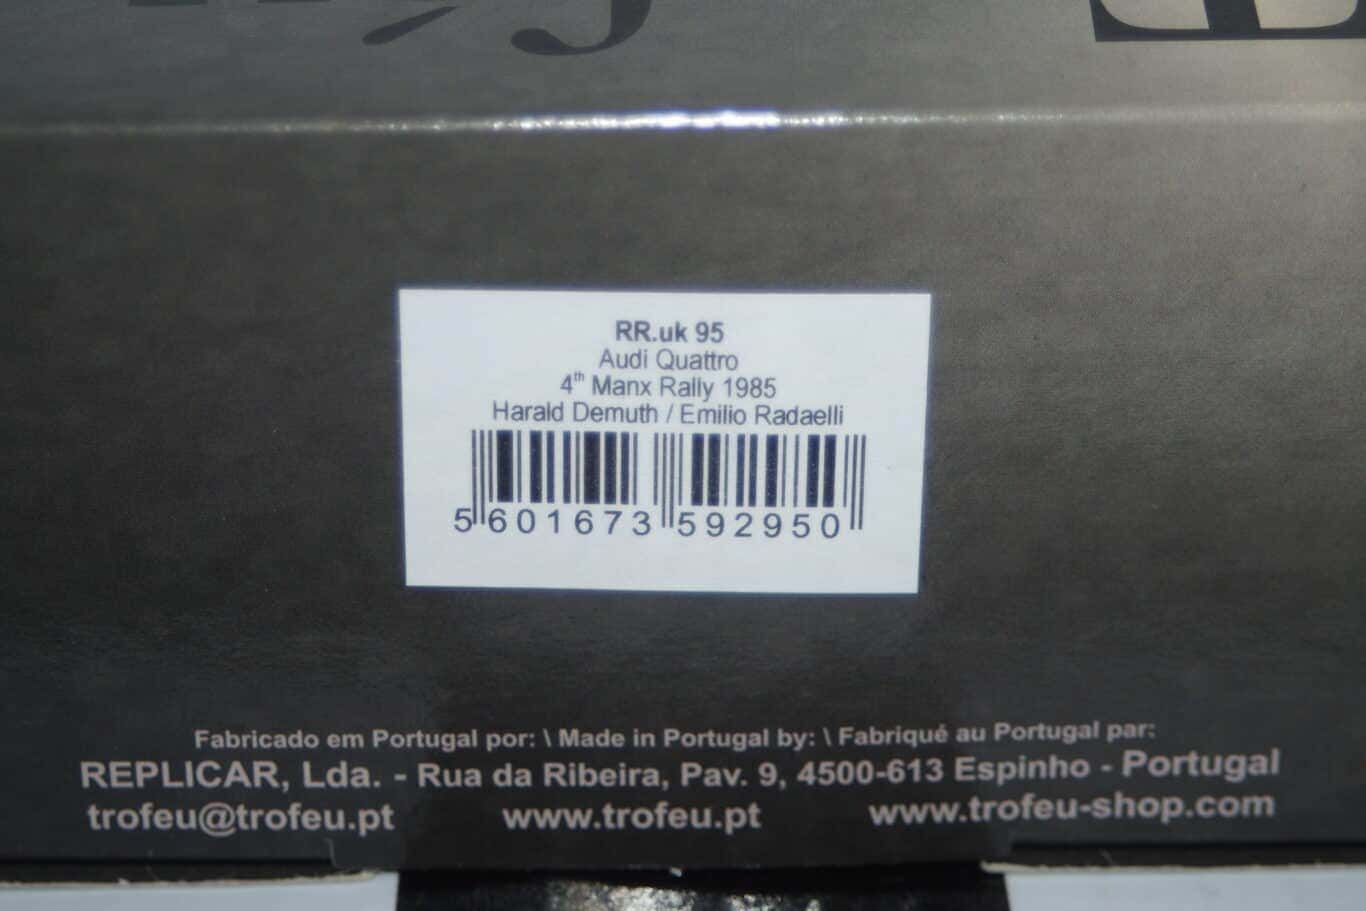 RR.uk 95
Audi Quattro
4th Manx Rally 1985
Harald Demuth / Emilio Radaelli
5 601673 592950
Fabricado em Portugal por: \ Made in Portugal by: \ Fabriqué au Portugal par:
REPLICAR, Lda. - Rua da Ribeira, Pav. 9, 4500-613 Espinho - Portugal
trofeu@trofeu.pt www.trofeu.pt www.trofeu-shop.com